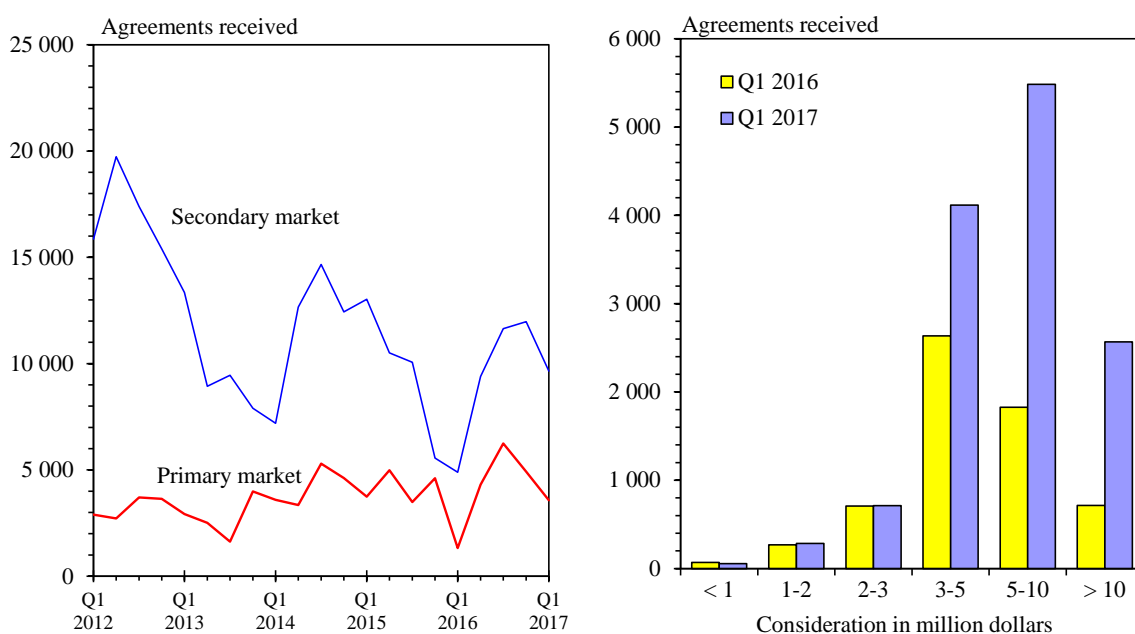 Agreements received
25 000
20 000
15 000
10 000
5 000
0
Secondary market
Primary market
Q1 Q1 Q1 Q1 Q1 Q1
2012 2013 2014 2015 2016 2017
Agreements received
6 000
5 000
4 000
3 000
2 000
1 000
0
Q1 2016
Q1 2017
< 1 1-2 2-3 3-5 5-10 > 10
Consideration in million dollars